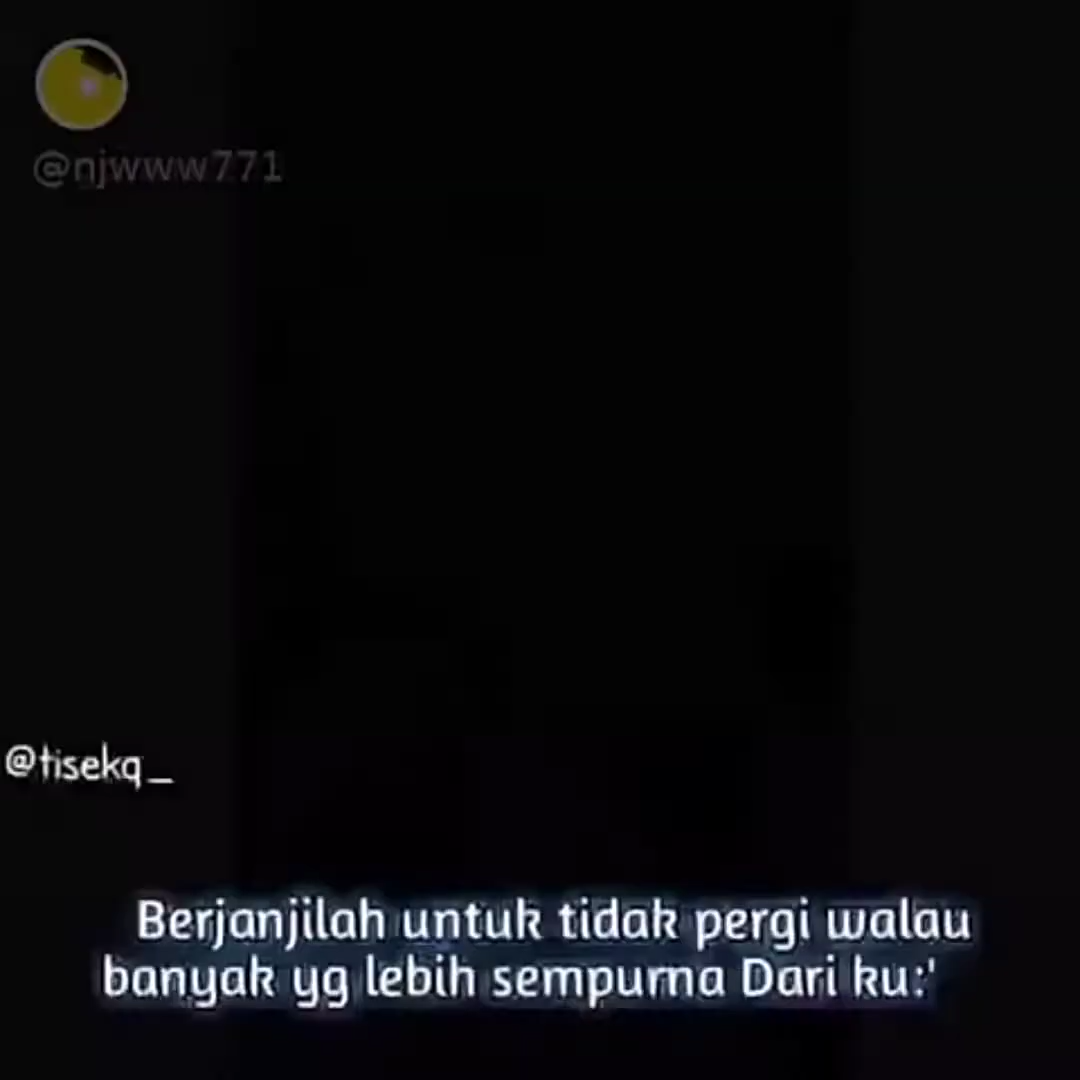 @njwww771
@tisekq_
Berjanjilah untuk tidak pergi walau
banyak yg lebih sempurna Dari ku:'